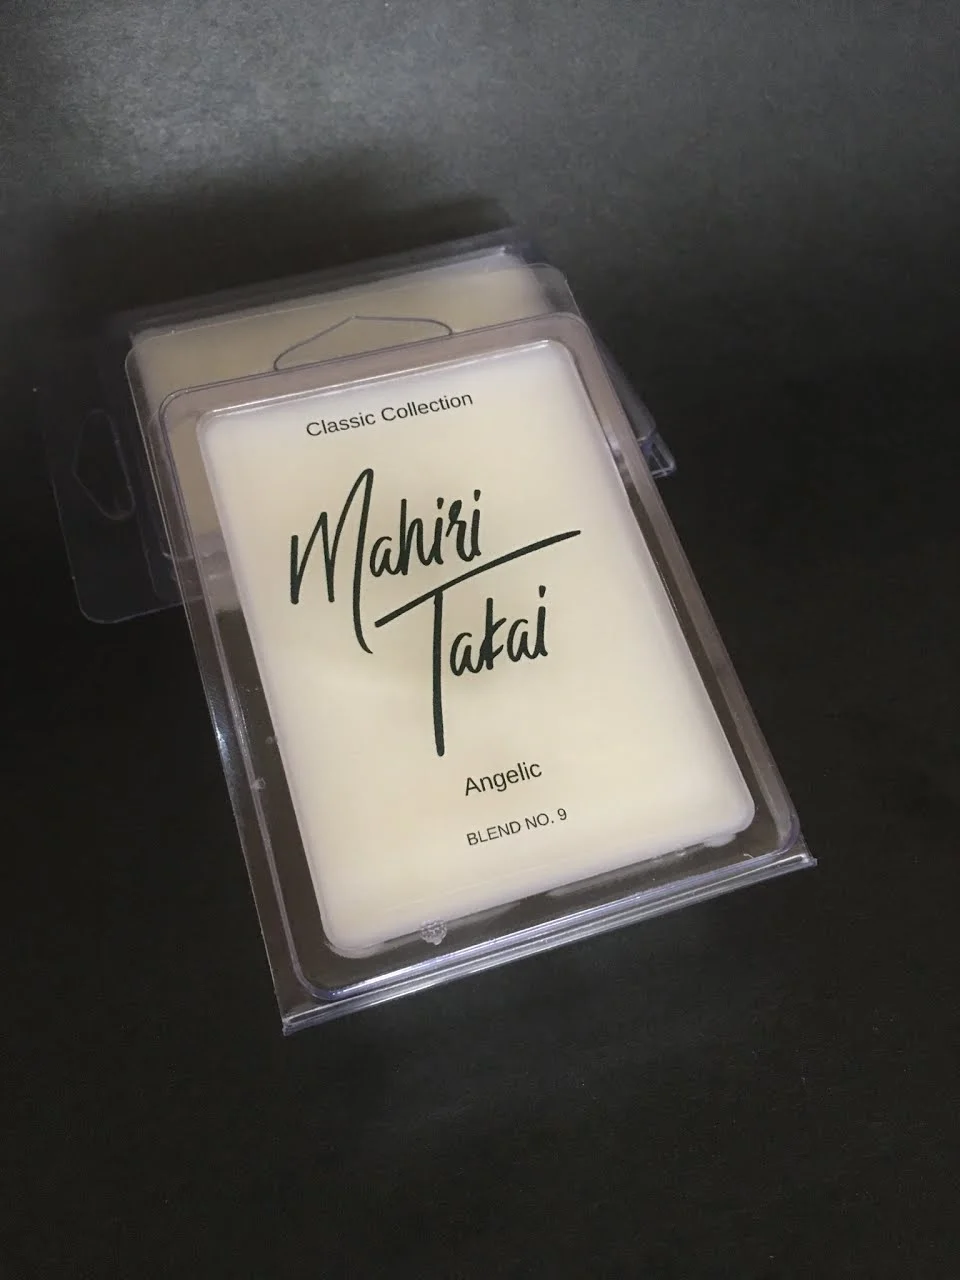 Classic Collection
Mahiri
Takai
Angelic
BLEND NO. 9